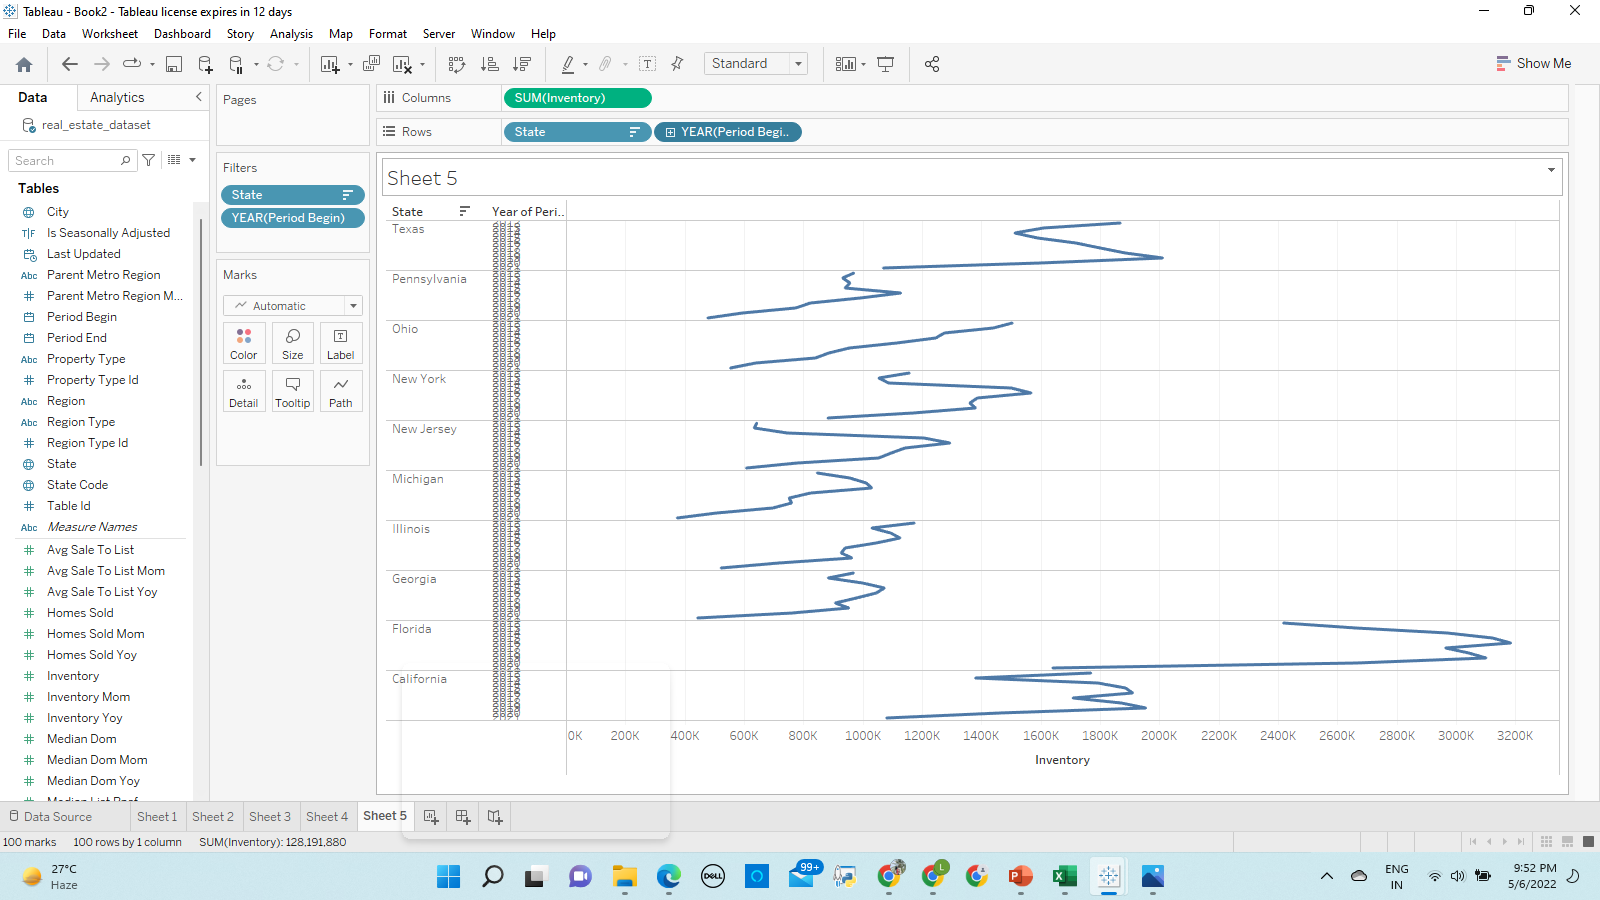 Tableau - Book2 - Tableau license expires in 12 days
File Data Worksheet Dashboard Story Analysis Map Format Server Window Help
Standard
Show Me
Data Analytics
real_estate_dataset
Search
Tables
City
Is Seasonally Adjusted
Last Updated
Abc Parent Metro Region
Parent Metro Region M...
Period Begin
Period End
Abc Property Type
Property Type Id
Abc Region
Abc Region Type
Region Type Id
State
State Code
Table Id
Abc Measure Names
Avg Sale To List
Avg Sale To List Mom
Avg Sale To List Yoy
Homes Sold
Homes Sold Mom
Homes Sold Yoy
Inventory
Inventory Mom
Inventory Yoy
Median Dom
Median Dom Mom
Median Dom Yoy
Pages
Filters
State
YEAR(Period Begin)
Marks
Automatic
Color Size Label
Detail Tooltip Path
Columns SUM(Inventory)
Rows State YEAR(Period Begi..
Sheet 5
State Year of Peri..
Texas
Pennsylvania
Ohio
New York
New Jersey
Michigan
Illinois
Georgia
Florida
California
0K 200K 400K 600K 800K 1000K 1200K 1400K 1600K 1800K 2000K 2200K 2400K 2600K 2800K 3000K 3200K
Inventory
Data Source Sheet 1 Sheet 2 Sheet 3 Sheet 4 Sheet 5
100 marks 100 rows by 1 column SUM(Inventory): 128,191,880
27°C
Haze
DELL
99+
L
P
X
ENG
IN
9:52 PM
5/6/2022